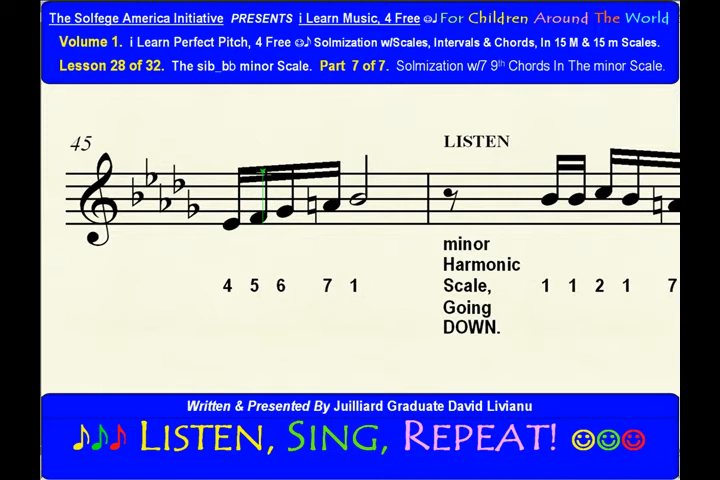 The Solfege America Initiative PRESENTS i Learn Music, 4 Free ☺♩ For Children Around The World
Volume 1. i Learn Perfect Pitch, 4 Free ☺♪ Solmization w/Scales, Intervals & Chords, In 15 M & 15 m Scales.
Lesson 28 of 32. The sib_bb minor Scale. Part 7 of 7. Solmization w/7 9th Chords In The minor Scale.
45
LISTEN
minor
Harmonic
4 5 6 7 1 Scale, 1 1 2 1 7
Going
DOWN.
Written & Presented By Juilliard Graduate David Livianu
♪♪♪ LISTEN, SING, REPEAT! ☺☺☺